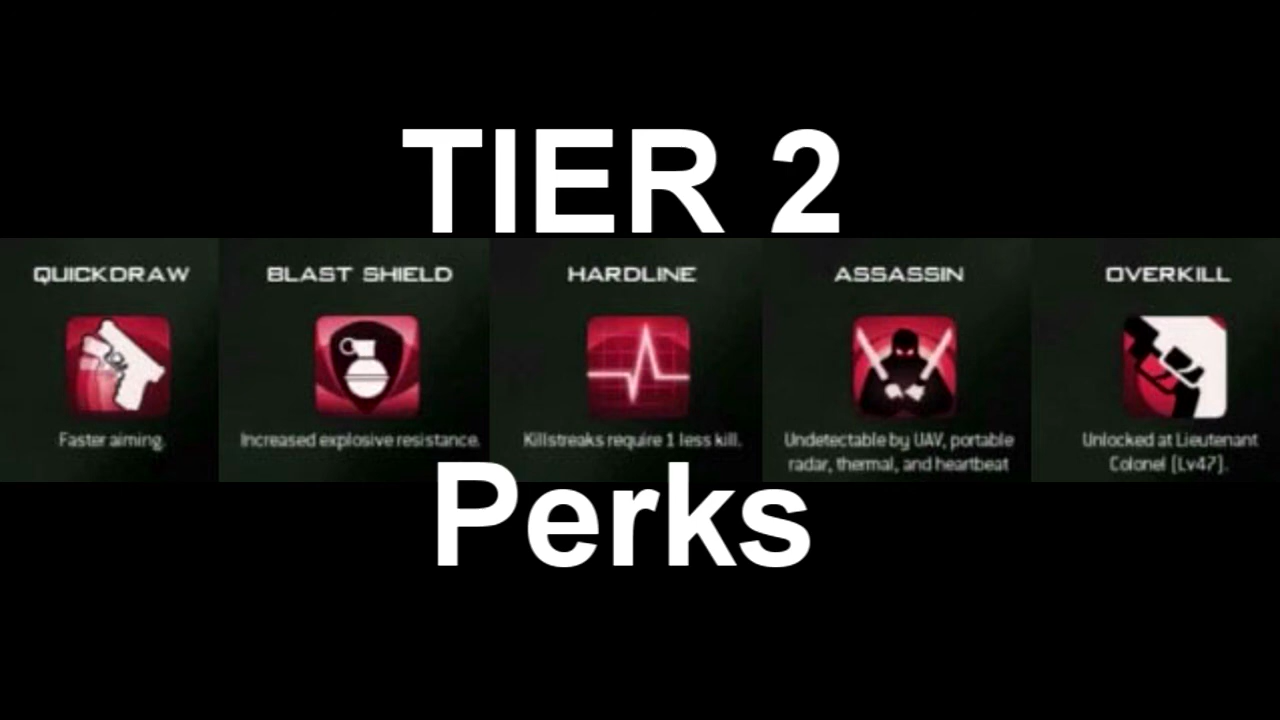 TIER 2
QUICKDRAW
Faster aiming.
BLAST SHIELD
Increased explosive resistance.
HARDLINE
Killstreaks require 1 less kill.
ASSASSIN
Undetectable by UAV, portable
radar, thermal, and heartbeat
OVERKILL
Unlocked at Lieutenant
Colonel [Lv47].
Perks